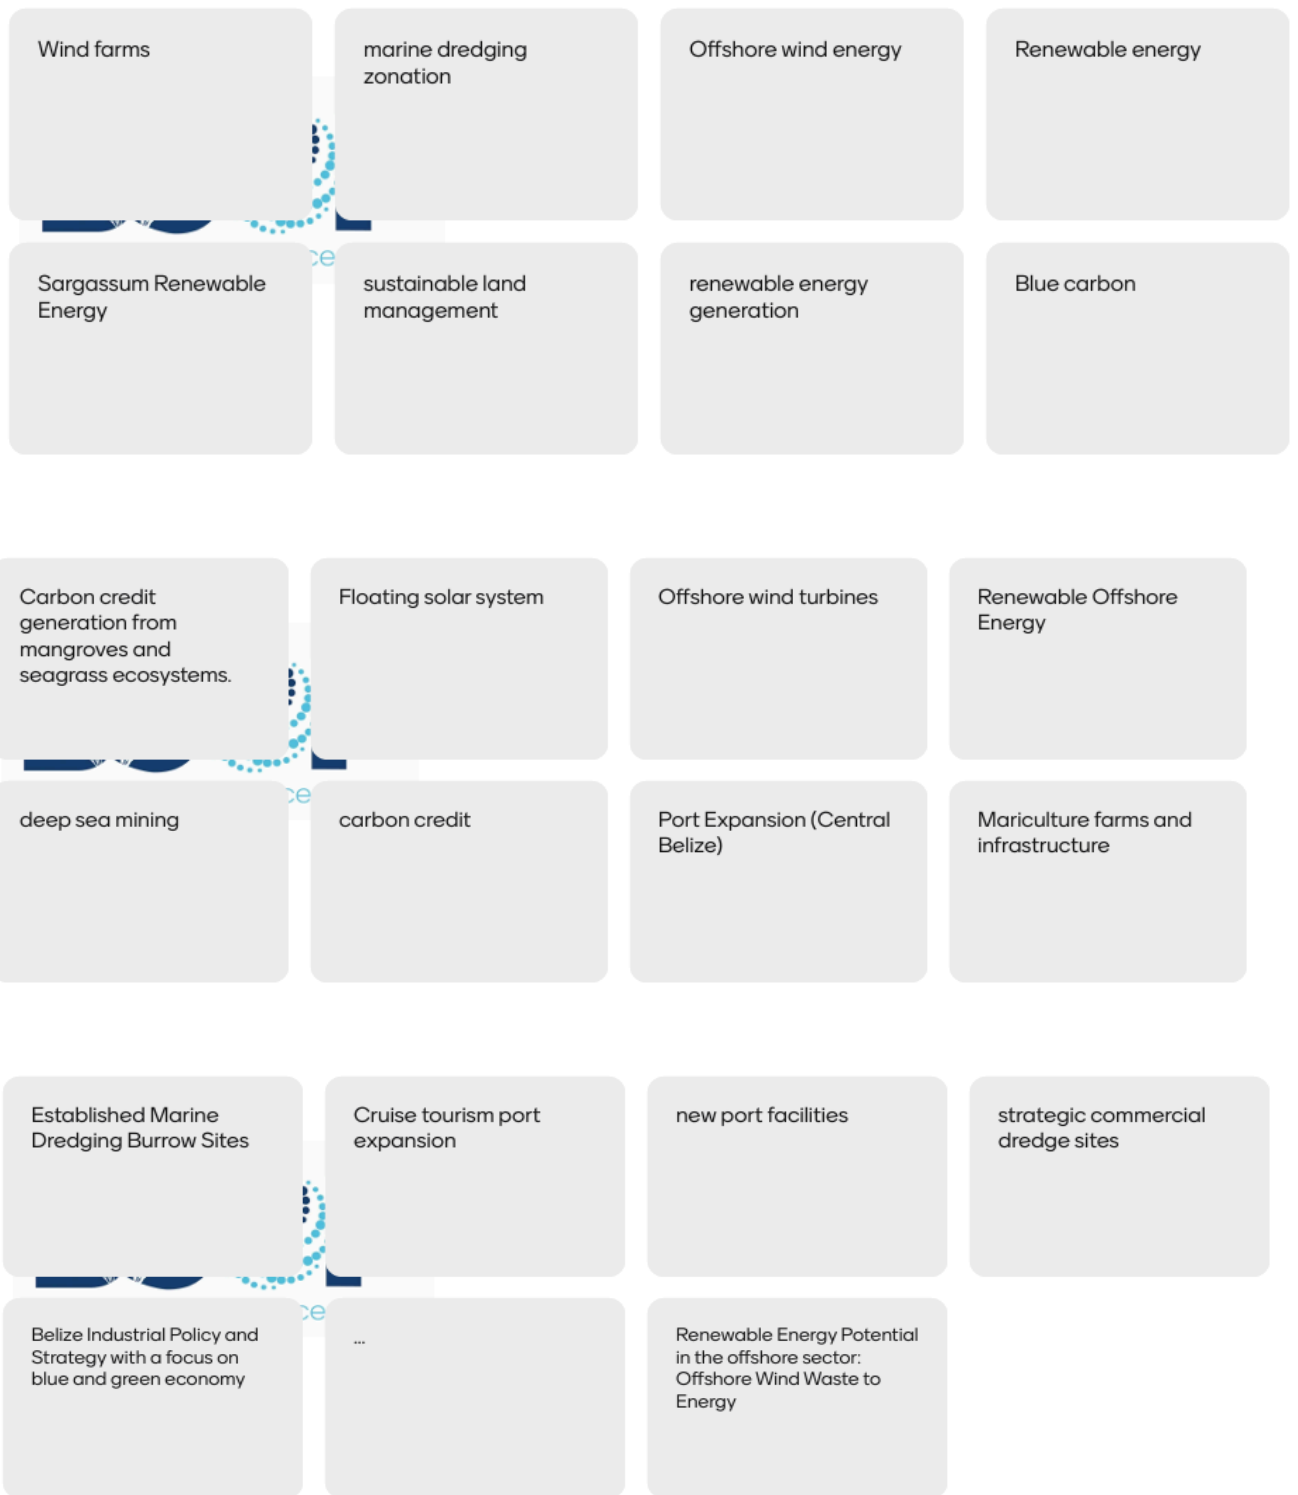 Wind farms
marine dredging
zonation
Offshore wind energy
Renewable energy
Sargassum Renewable
Energy
sustainable land
management
renewable energy
generation
Blue carbon
Carbon credit
generation from
mangroves and
seagrass ecosystems.
Floating solar system
Offshore wind turbines
Renewable Offshore
Energy
deep sea mining
carbon credit
Port Expansion (Central
Belize)
Mariculture farms and
infrastructure
Established Marine
Dredging Burrow Sites
Cruise tourism port
expansion
new port facilities
strategic commercial
dredge sites
Belize Industrial Policy and
Strategy with a focus on
blue and green economy
...
Renewable Energy Potential
in the offshore sector:
Offshore Wind Waste to
Energy